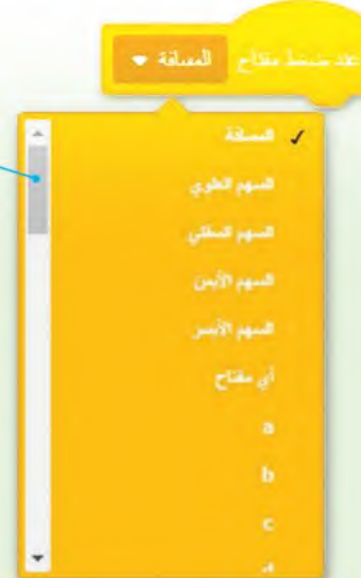 عند ضغط مفتاح المسافة
المسافة
السهم العلوي
السهم السفلي
السهم الأيمن
السهم الأيسر
أي مفتاح
a
b
c
d